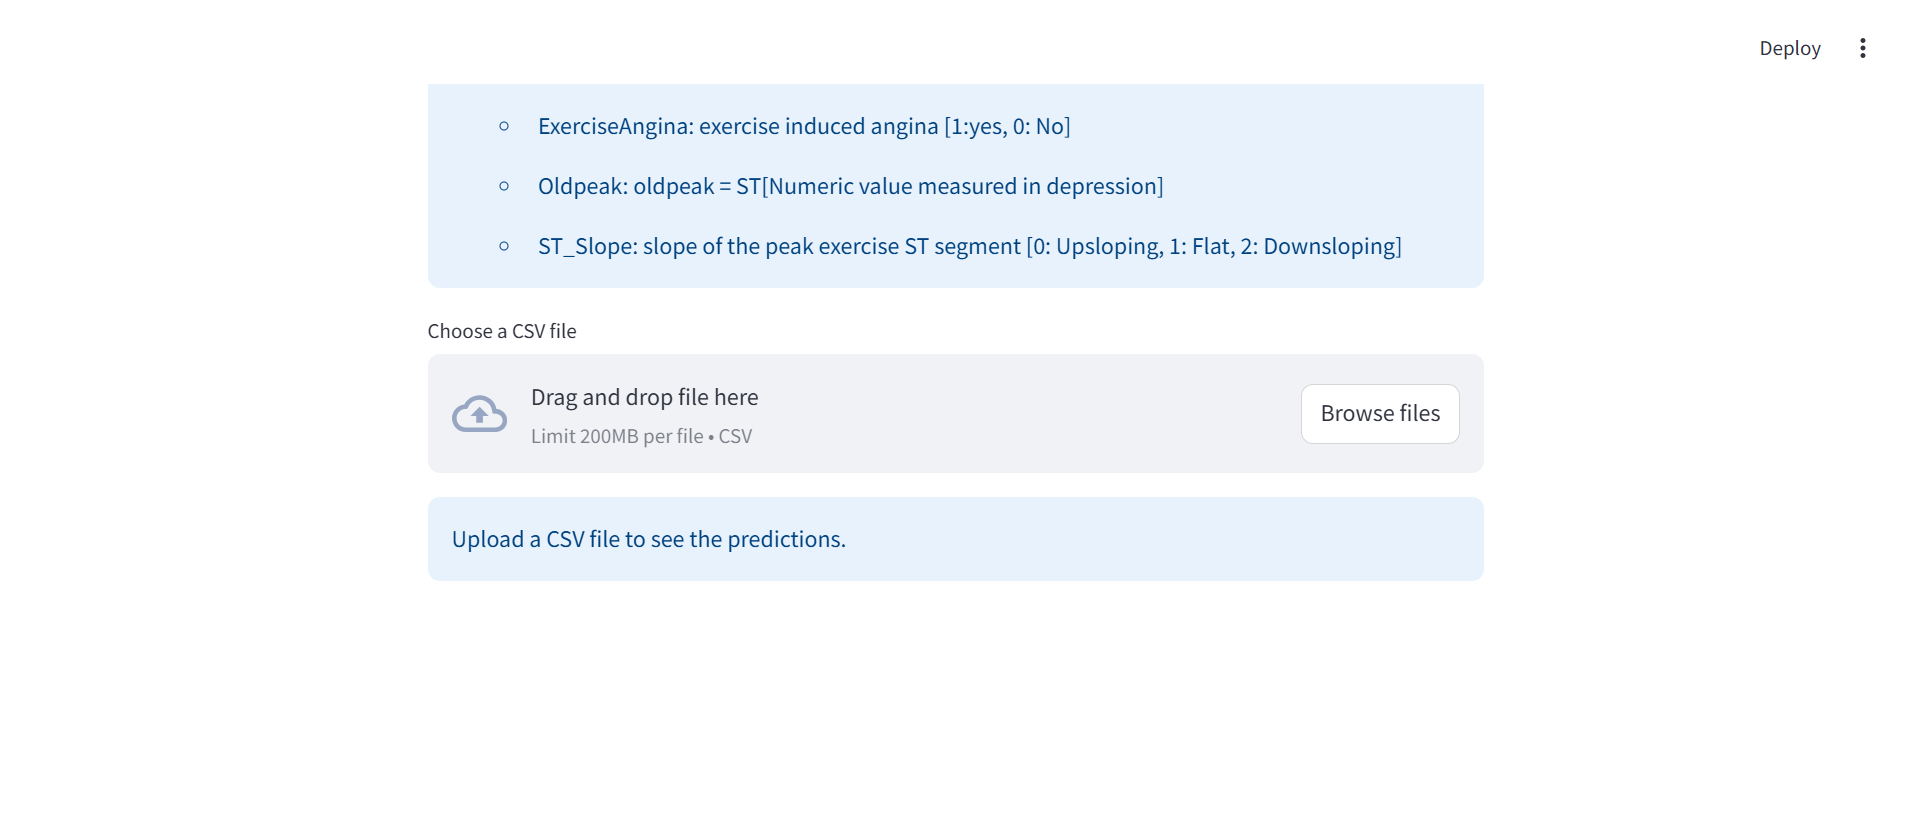 Deploy
ExerciseAngina: exercise induced angina [1:yes, 0: No]
Oldpeak: oldpeak = ST[Numeric value measured in depression]
ST_Slope: slope of the peak exercise ST segment [0: Upsloping, 1: Flat, 2: Downsloping]
Choose a CSV file
Drag and drop file here
Limit 200MB per file • CSV
Browse files
Upload a CSV file to see the predictions.